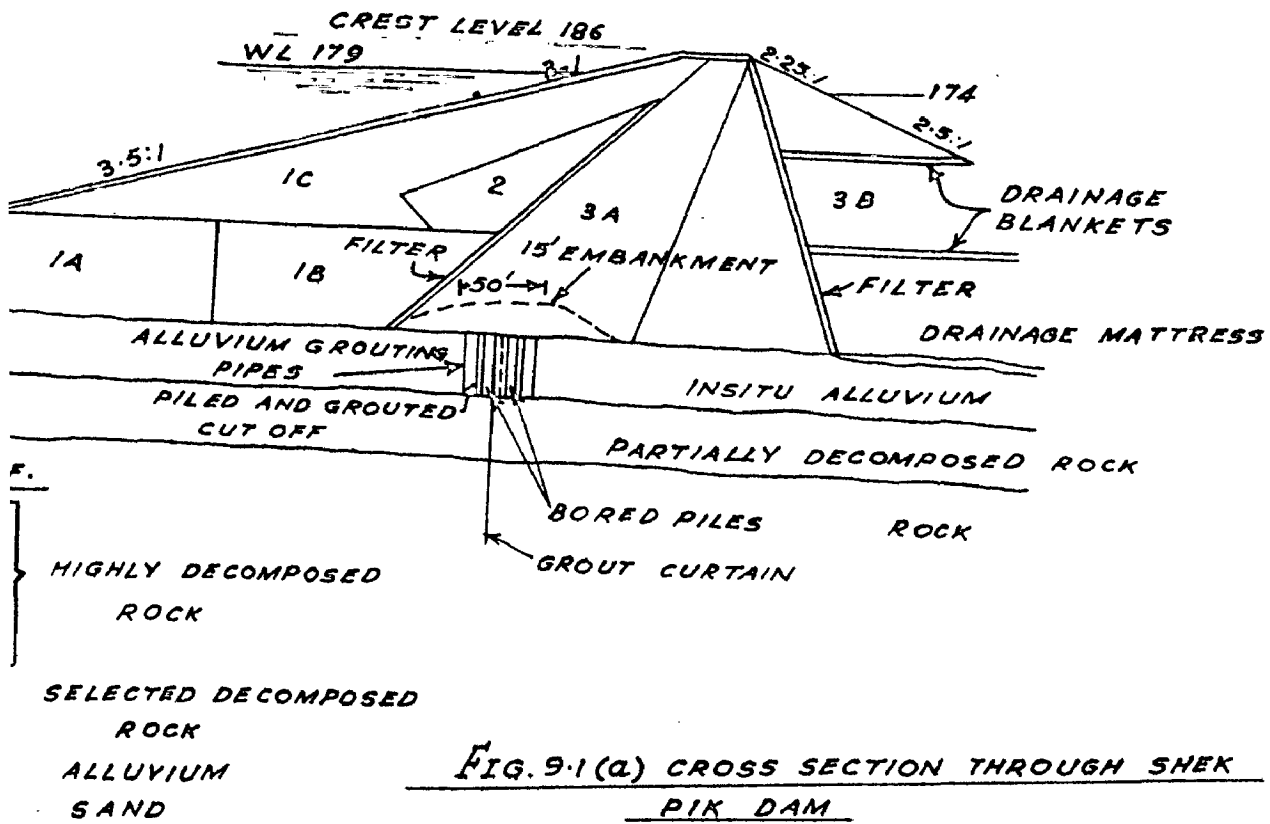 CREST LEVEL 186
WL 179
3-1
2·25:1
174
2·5:1
3·5:1
1C
2
3A
3B
DRAINAGE
BLANKETS
1A
1B
FILTER
15' EMBANKMENT
50'
FILTER
DRAINAGE MATTRESS
ALLUVIUM GROUTING
PIPES
PILED AND GROUTED
CUT OFF
INSITU ALLUVIUM
PARTIALLY DECOMPOSED ROCK
F.
BORED PILES
ROCK
GROUT CURTAIN
HIGHLY DECOMPOSED
ROCK
SELECTED DECOMPOSED
ROCK
ALLUVIUM
SAND
FIG. 9·1 (a) CROSS SECTION THROUGH SHEK
PIK DAM